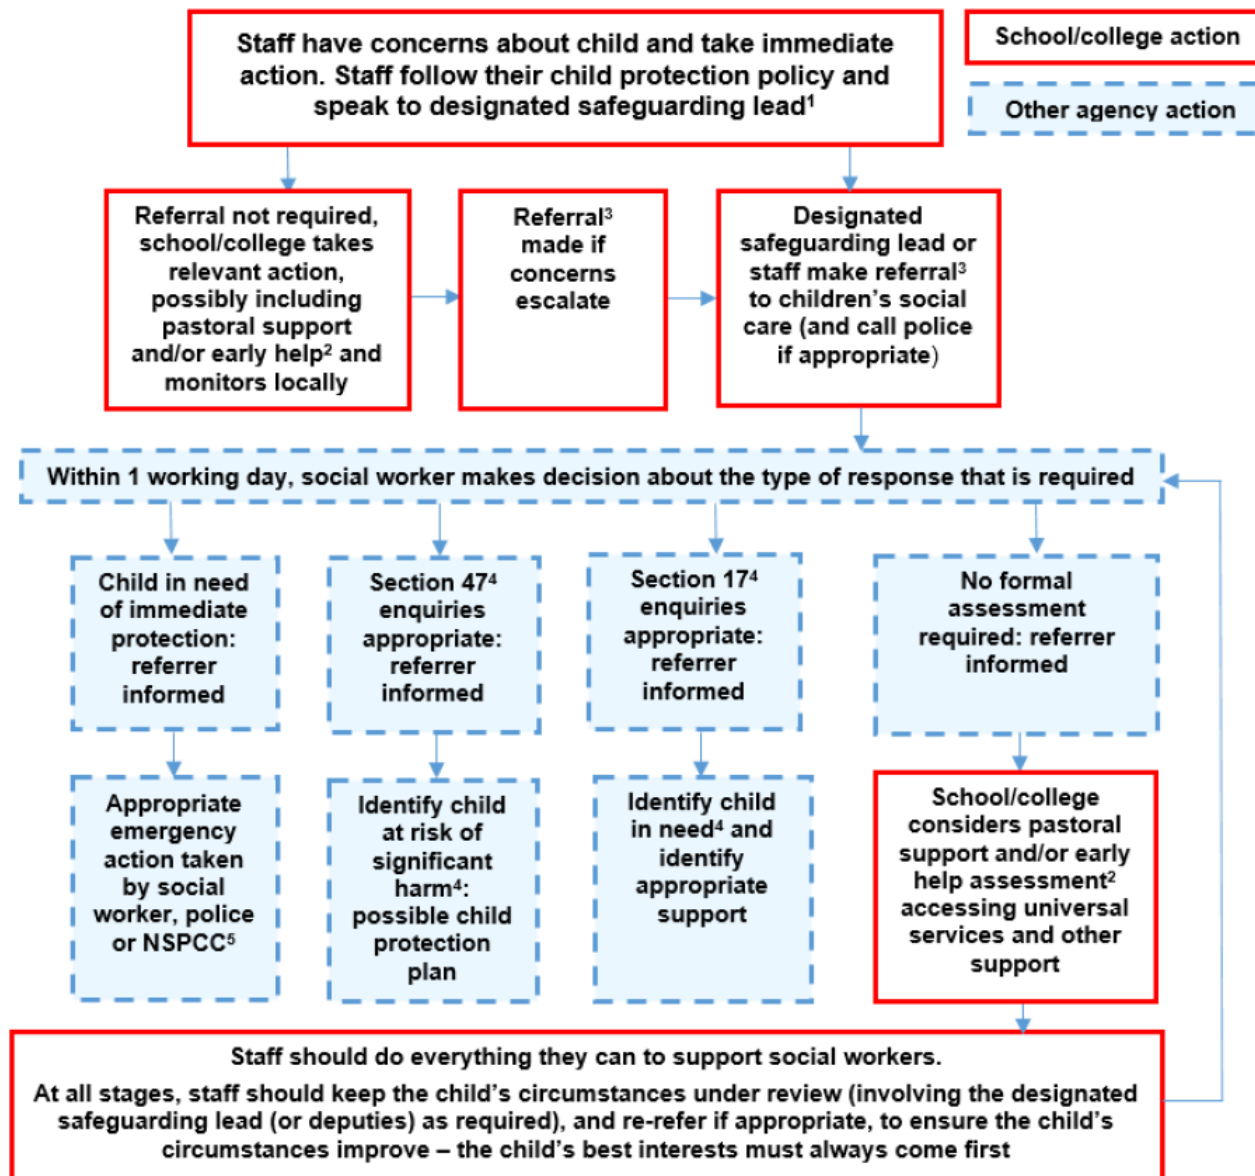 Staff have concerns about child and take immediate
action. Staff follow their child protection policy and
speak to designated safeguarding lead¹
School/college action
Other agency action
Referral not required,
school/college takes
relevant action,
possibly including
pastoral support
and/or early help² and
monitors locally
Referral³
made if
concerns
escalate
Designated
safeguarding lead or
staff make referral³
to children’s social
care (and call police
if appropriate)
Within 1 working day, social worker makes decision about the type of response that is required
Child in need
of immediate
protection:
referrer
informed
Section 47⁴
enquiries
appropriate:
referrer
informed
Section 17⁴
enquiries
appropriate:
referrer
informed
No formal
assessment
required: referrer
informed
Appropriate
emergency
action taken
by social
worker, police
or NSPCC⁵
Identify child
at risk of
significant
harm⁴:
possible child
protection
plan
Identify child
in need⁴ and
identify
appropriate
support
School/college
considers pastoral
support and/or early
help assessment²
accessing universal
services and other
support
Staff should do everything they can to support social workers.
At all stages, staff should keep the child’s circumstances under review (involving the designated
safeguarding lead (or deputies) as required), and re-refer if appropriate, to ensure the child’s
circumstances improve – the child’s best interests must always come first